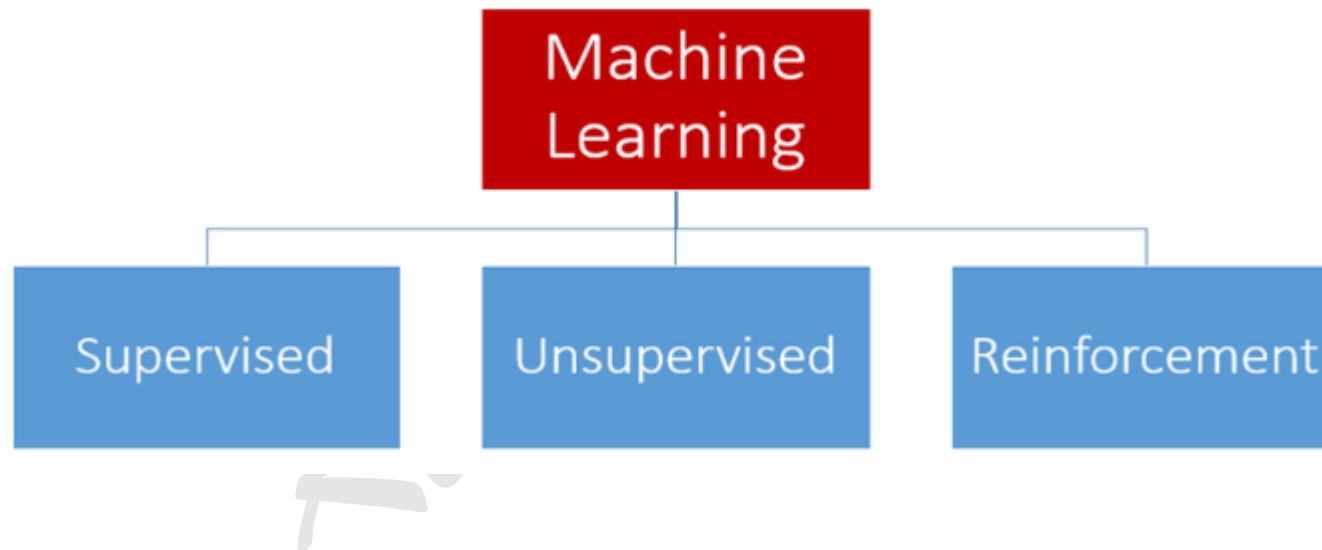 Machine
Learning
Supervised
Unsupervised
Reinforcement